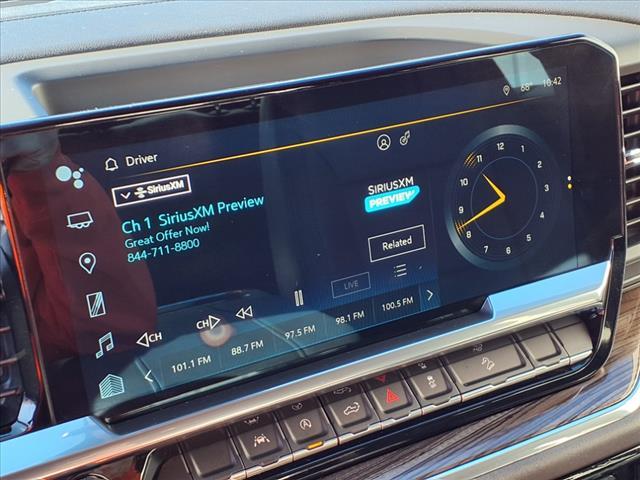 68° 10:42
Driver
SiriusXM
Ch 1 SiriusXM Preview
Great Offer Now!
844-711-8800
SIRIUSXM
PREVIEW
Related
LIVE
CH CH
101.1 FM 88.7 FM 97.5 FM 98.1 FM 100.5 FM
11 12 1
10 2
9 3
8 4
7 6 5